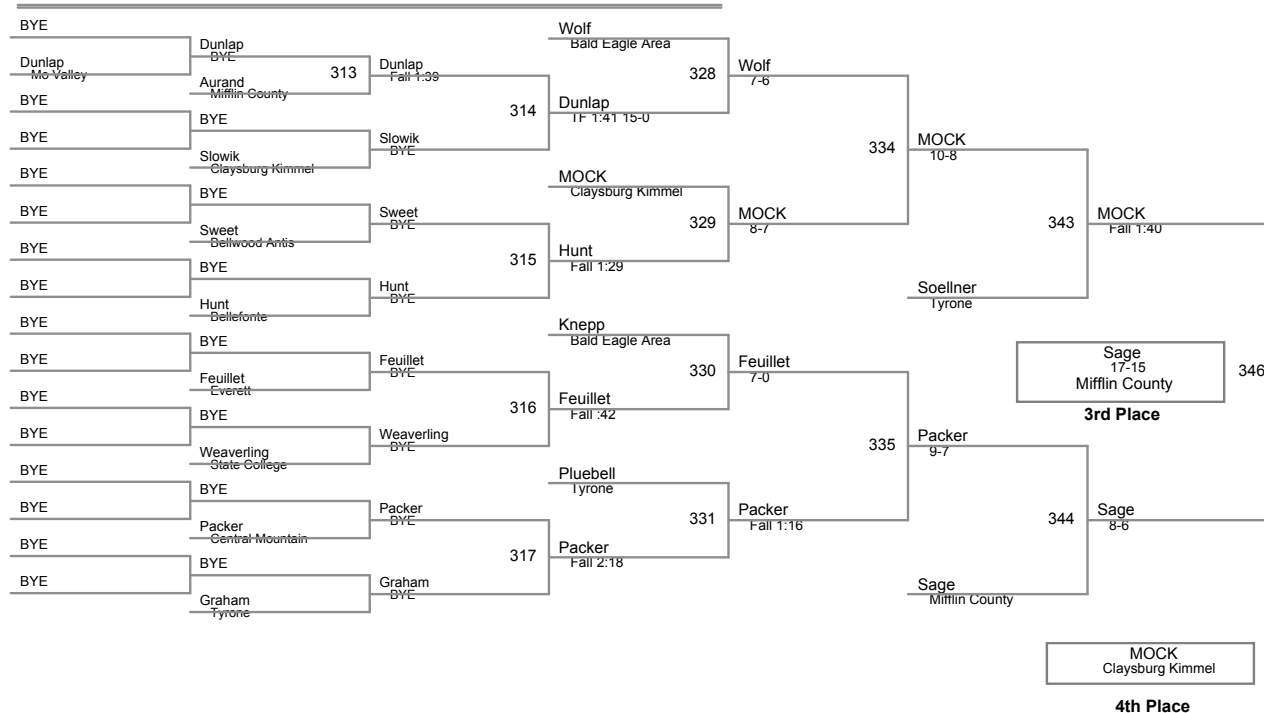 BYE
Dunlap
Mo Valley
BYE
BYE
BYE
BYE
BYE
BYE
BYE
BYE
BYE
BYE
BYE
BYE
BYE
BYE
Dunlap
BYE
313
Aurand
Mifflin County
BYE
Slowik
Claysburg Kimmel
BYE
Sweet
Bellwood Antis
BYE
Hunt
Bellefonte
BYE
Feuillet
Everett
BYE
Weaverling
State College
BYE
Packer
Central Mountain
BYE
Graham
Tyrone
Dunlap
Fall 1:39
314
Slowik
BYE
Sweet
BYE
315
Hunt
BYE
Feuillet
BYE
316
Weaverling
BYE
Packer
BYE
317
Graham
BYE
Wolf
Bald Eagle Area
328
Dunlap
TF 1:41 15-0
MOCK
Claysburg Kimmel
329
Hunt
Fall 1:29
Knepp
Bald Eagle Area
330
Feuillet
Fall :42
Pluebell
Tyrone
331
Packer
Fall 2:18
Wolf
7-6
334
MOCK
8-7
Feuillet
7-0
335
Packer
Fall 1:16
MOCK
10-8
343
Soellner
Tyrone
Packer
9-7
344
Sage
Mifflin County
MOCK
Fall 1:40
Sage
17-15
Mifflin County
346
3rd Place
Sage
8-6
MOCK
Claysburg Kimmel
4th Place